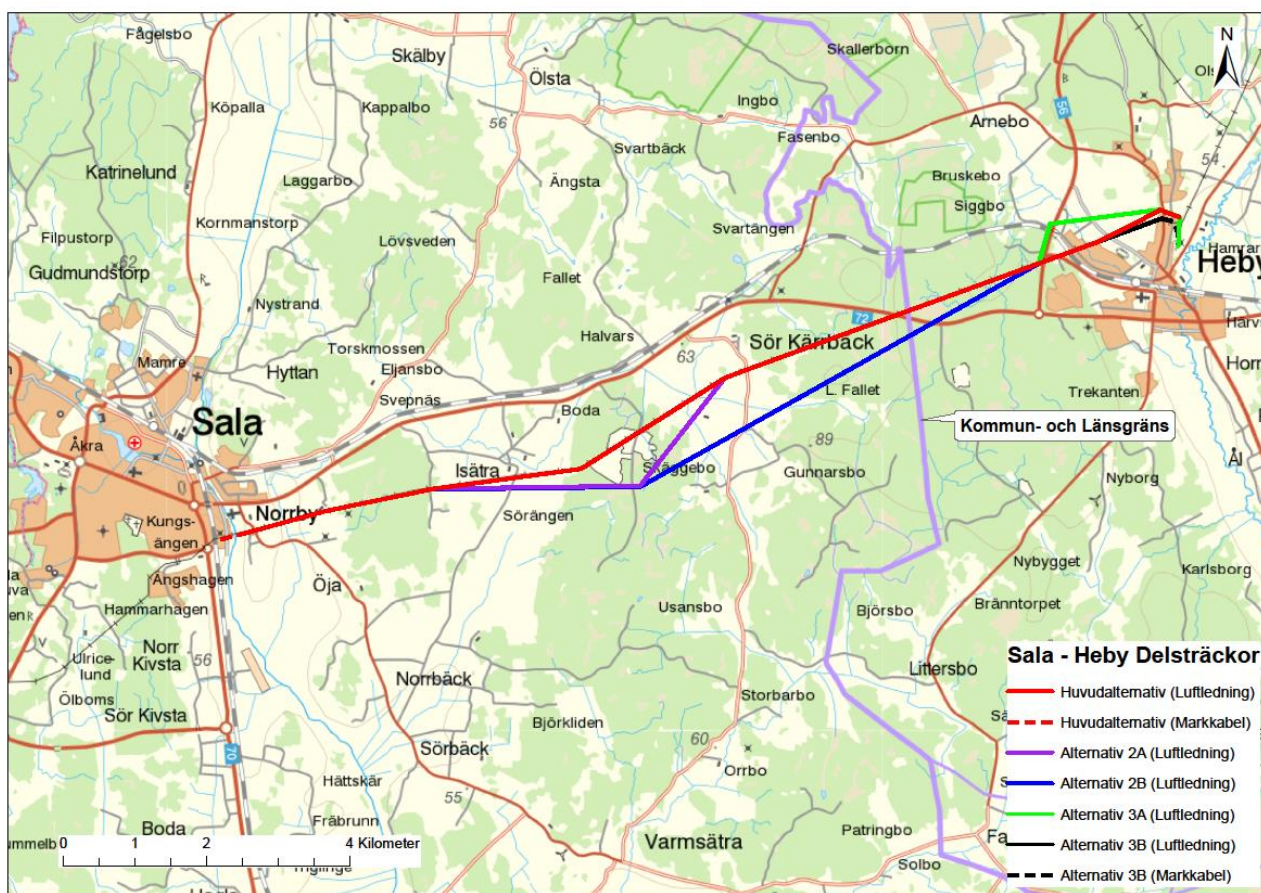 Fågelsbo
Skälby
Skallerborn
N
Ölsta
Köpalla
Kappalbo
Ingbo
56
56
Arnebo
Fasenbo
Svartbäck
Katrinelund
Laggarbo
Ängsta
Bruskebo
54
Kornmanstorp
Siggbo
Filpustorp
62
Lövsveden
Svartängen
Gudmundstorp
Fallet
Heby
Nystrand
Halvars
72
63
Sör Kärrbäck
Torskmossen
Mamre
Hyttan
Eljansbo
Trekanten
Svepnäs
L. Fallet
Sala
Boda
Kommun- och Länsgräns
Åkra
89
Isätra
Skäggebo
Gunnarsbo
Ål
Nyborg
Norrby
Sörängen
Kungs-
ängen
Ängshagen
Öja
Nybygget
Karlsborg
Hammarhagen
Usansbo
Björsbo
Bränntorpet
Norr
Kivsta
56
Ulrice-
lund
Norrbäck
Littersbo
Ölboms
Storbarbo
Sör Kivsta
Björkliden
70
Sörbäck
60
Orrbo
Hättskär
55
Fråbrunn
Boda
Varmsätra
Patringbo
Solbo
0 1 2 4 Kilometer
Sala - Heby Delsträckor
Huvudalternativ (Luftledning)
Huvudalternativ (Markkabel)
Alternativ 2A (Luftledning)
Alternativ 2B (Luftledning)
Alternativ 3A (Luftledning)
Alternativ 3B (Luftledning)
Alternativ 3B (Markkabel)